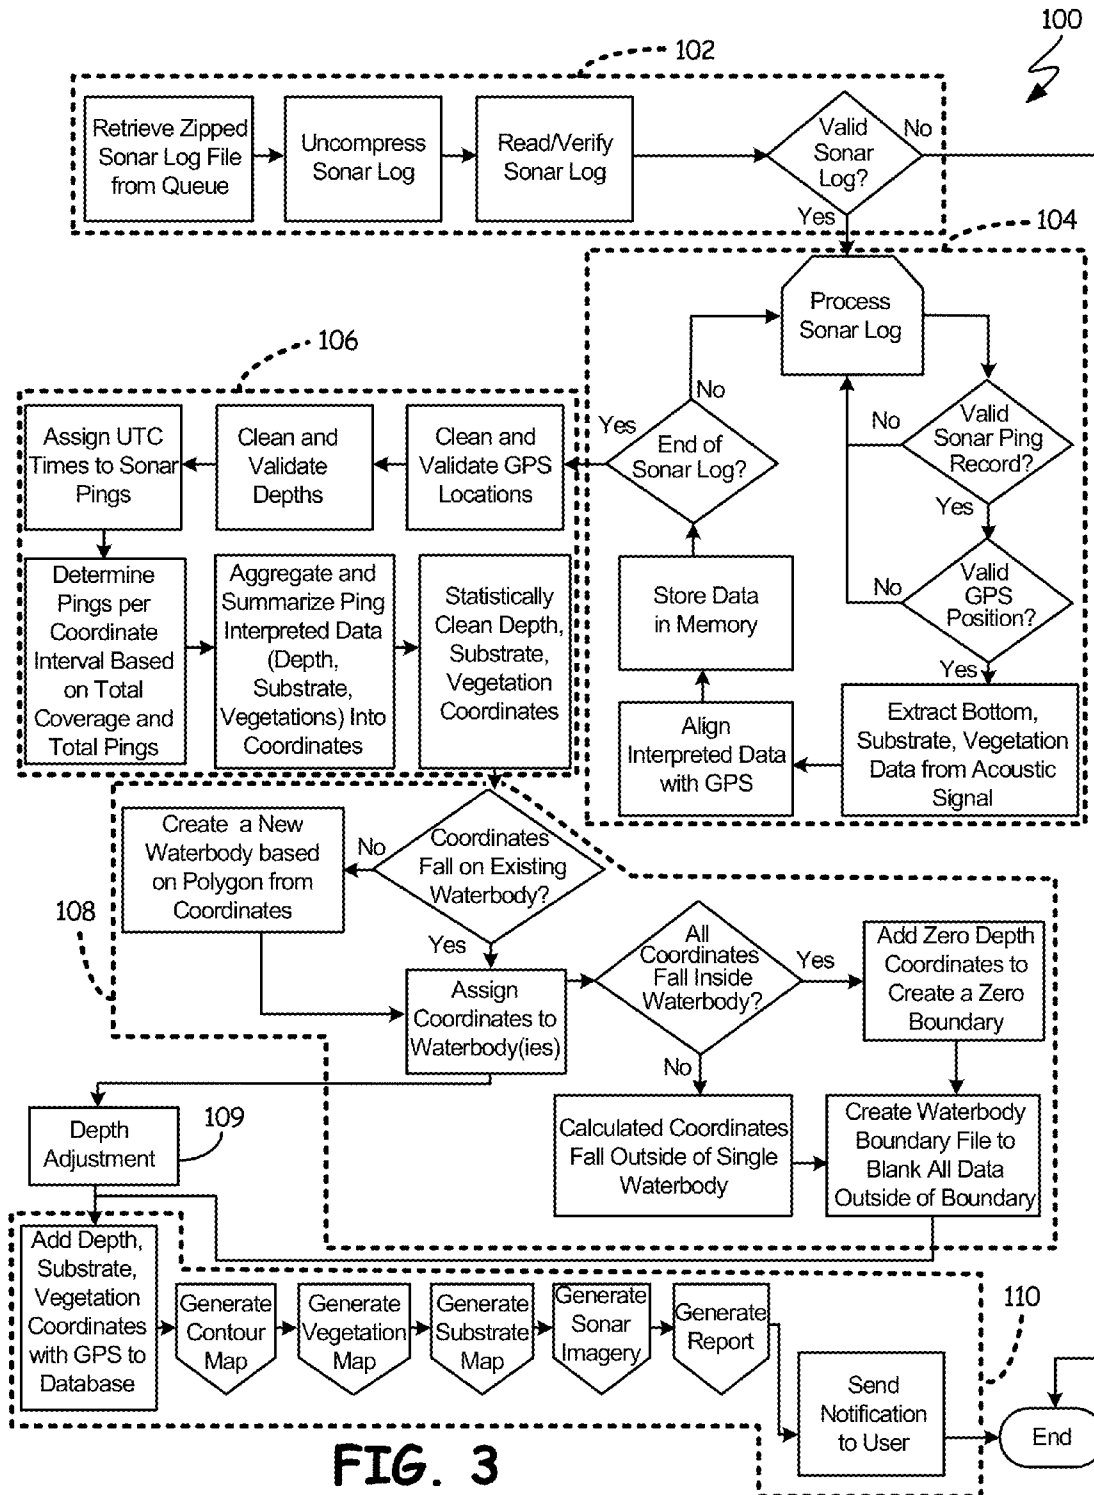 100
102
Retrieve Zipped
Sonar Log File
from Queue
Uncompress
Sonar Log
Read/Verify
Sonar Log
Valid
Sonar
Log?
No
Yes
104
Process
Sonar Log
106
No
Yes
End of
Sonar Log?
No
Valid
Sonar Ping
Record?
Yes
Assign UTC
Times to Sonar
Pings
Clean and
Validate
Depths
Clean and
Validate GPS
Locations
No
Valid
GPS
Position?
Yes
Store Data
in Memory
Determine
Pings per
Coordinate
Interval Based
on Total
Coverage and
Total Pings
Aggregate and
Summarize Ping
Interpreted Data
(Depth,
Substrate,
Vegetations) Into
Coordinates
Statistically
Clean Depth,
Substrate,
Vegetation
Coordinates
Align
Interpreted Data
with GPS
Extract Bottom,
Substrate, Vegetation
Data from Acoustic
Signal
Create a New
Waterbody based
on Polygon from
Coordinates
No
Coordinates
Fall on Existing
Waterbody?
Yes
108
Assign
Coordinates to
Waterbody(ies)
All
Coordinates
Fall Inside
Waterbody?
Yes
No
Add Zero Depth
Coordinates to
Create a Zero
Boundary
Depth
Adjustment
109
Calculated Coordinates
Fall Outside of Single
Waterbody
Create Waterbody
Boundary File to
Blank All Data
Outside of Boundary
Add Depth,
Substrate,
Vegetation
Coordinates
with GPS to
Database
Generate
Contour
Map
Generate
Vegetation
Map
Generate
Substrate
Map
Generate
Sonar
Imagery
Generate
Report
110
Send
Notification
to User
End
FIG. 3